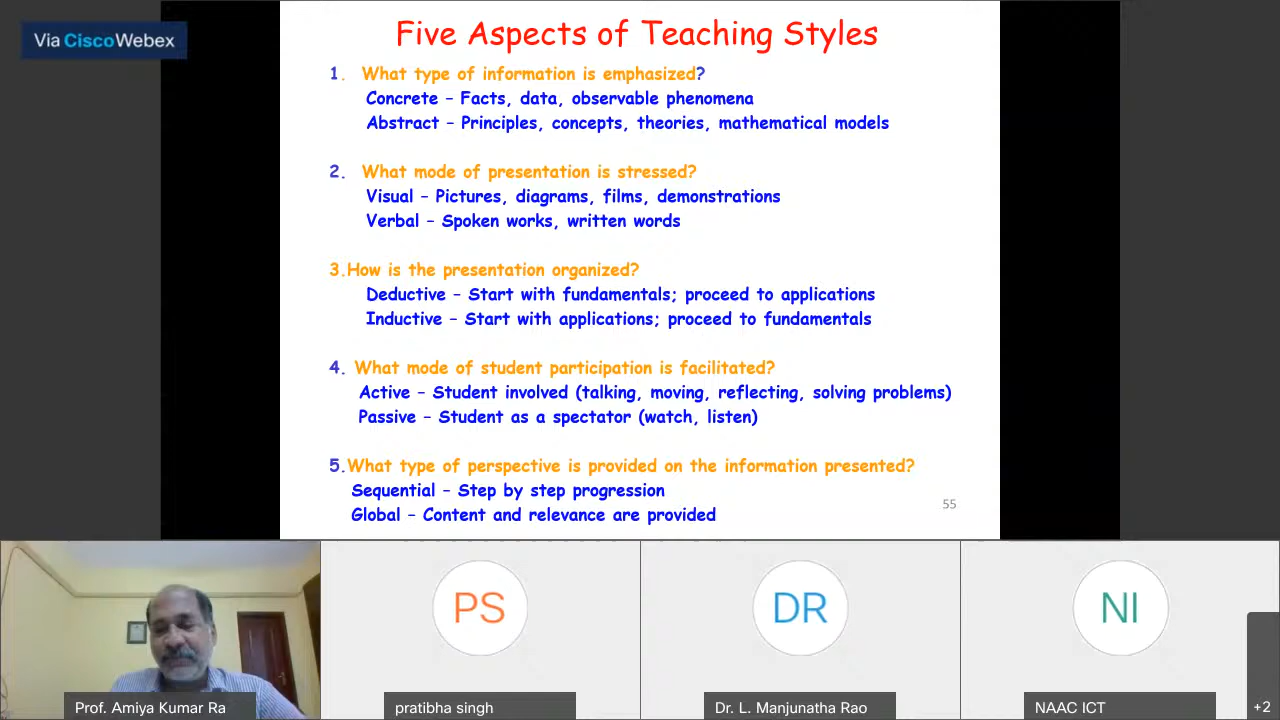 Via Cisco Webex
Five Aspects of Teaching Styles
1. What type of information is emphasized?
Concrete – Facts, data, observable phenomena
Abstract – Principles, concepts, theories, mathematical models
2. What mode of presentation is stressed?
Visual – Pictures, diagrams, films, demonstrations
Verbal – Spoken works, written words
3.How is the presentation organized?
Deductive – Start with fundamentals; proceed to applications
Inductive – Start with applications; proceed to fundamentals
4. What mode of student participation is facilitated?
Active – Student involved (talking, moving, reflecting, solving problems)
Passive – Student as a spectator (watch, listen)
5.What type of perspective is provided on the information presented?
Sequential – Step by step progression
Global – Content and relevance are provided
55
PS
DR
NI
Prof. Amiya Kumar Ra
pratibha singh
Dr. L. Manjunatha Rao
NAAC ICT
+2